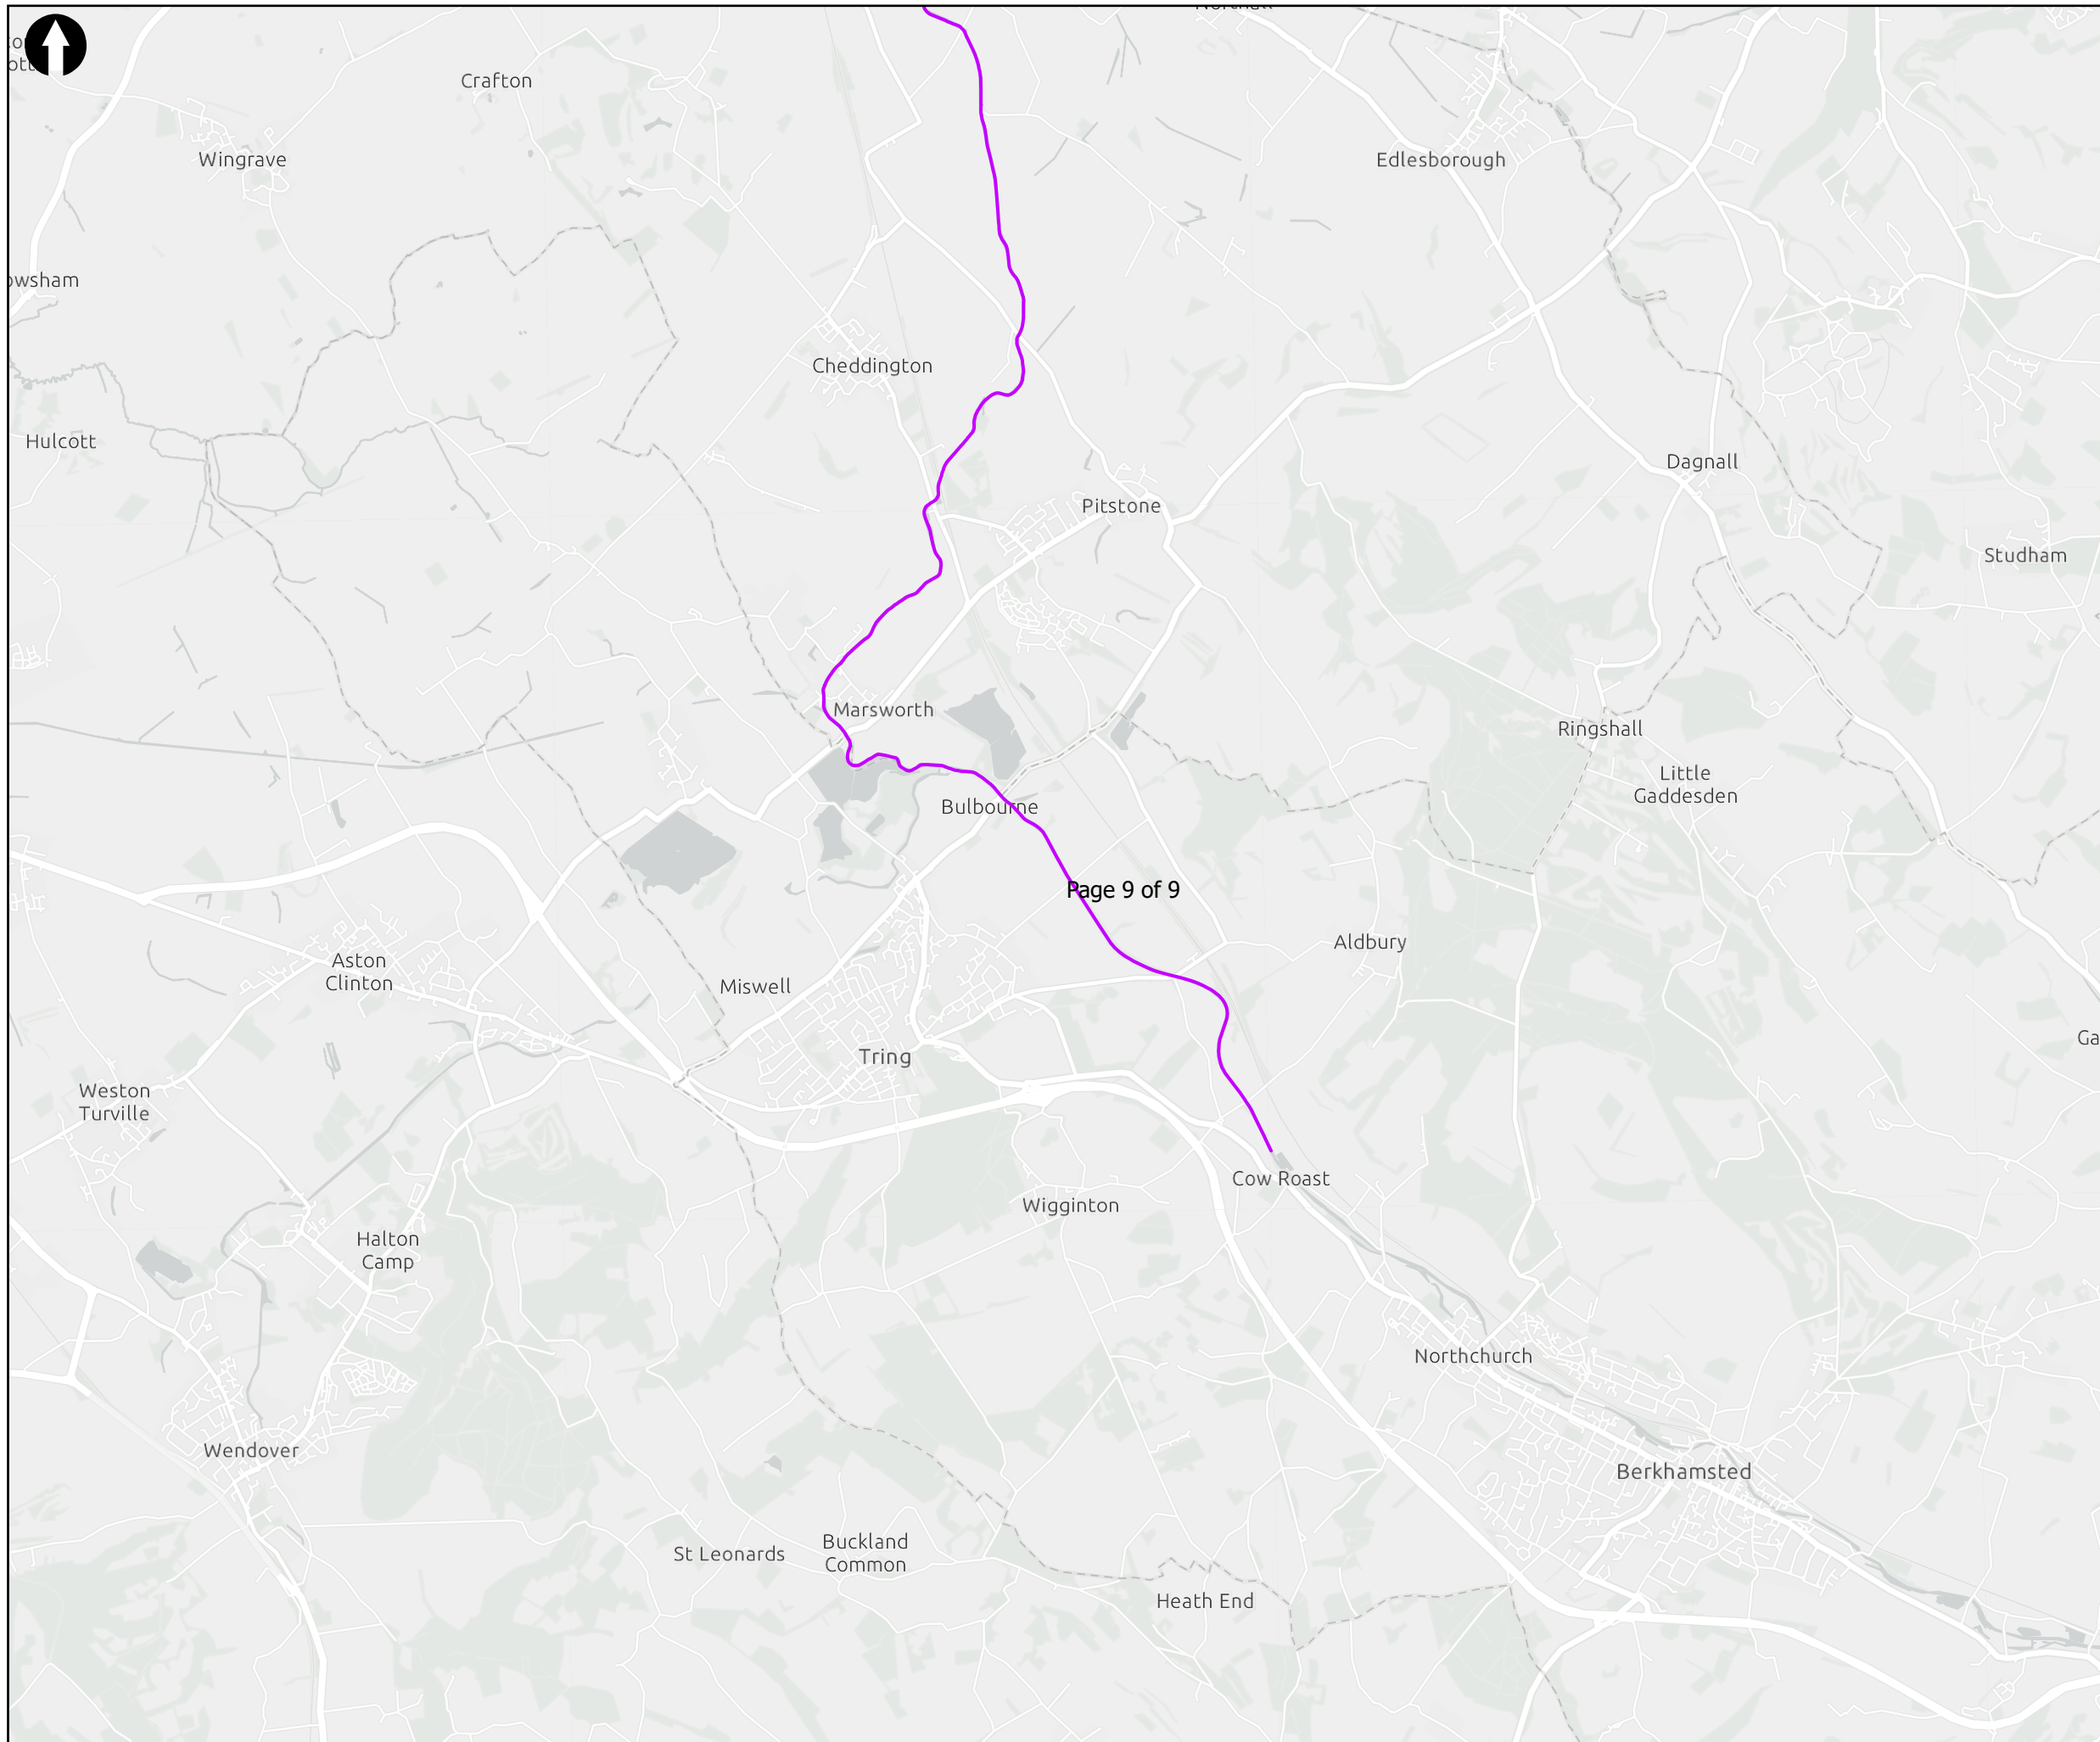 Crafton
Wingrave
Edlesborough
owsham
Cheddington
Hulcott
Dagnall
Pitstone
Studham
Marsworth
Ringshall
Little
Gaddesden
Bulbourne
Page 9 of 9
Aldbury
Aston
Clinton
Miswell
Ga
Tring
Weston
Turville
Cow Roast
Wigginton
Halton
Camp
Northchurch
Wendover
Berkhamsted
Buckland
Common
St Leonards
Heath End